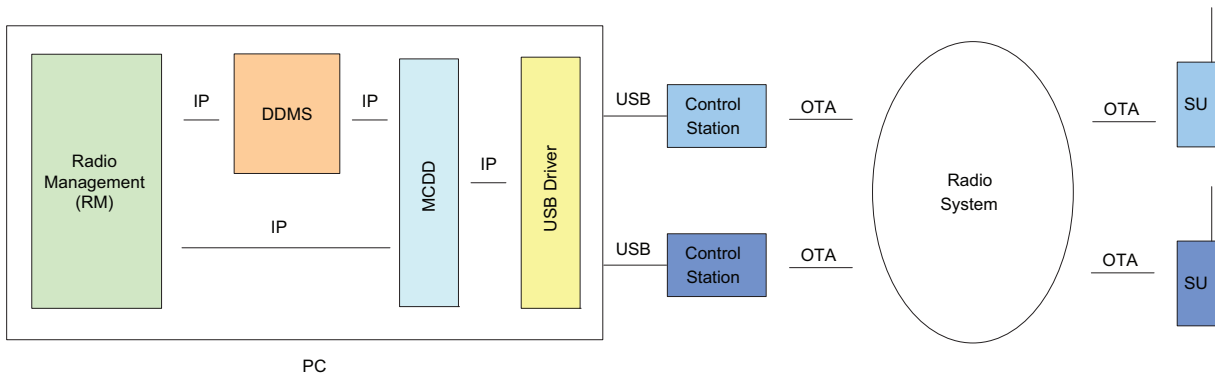 IP
DDMS
IP
Radio
Management
(RM)
IP
MCDD
IP
USB Driver
USB
Control
Station
OTA
USB
Control
Station
OTA
Radio
System
OTA
SU
OTA
SU
PC